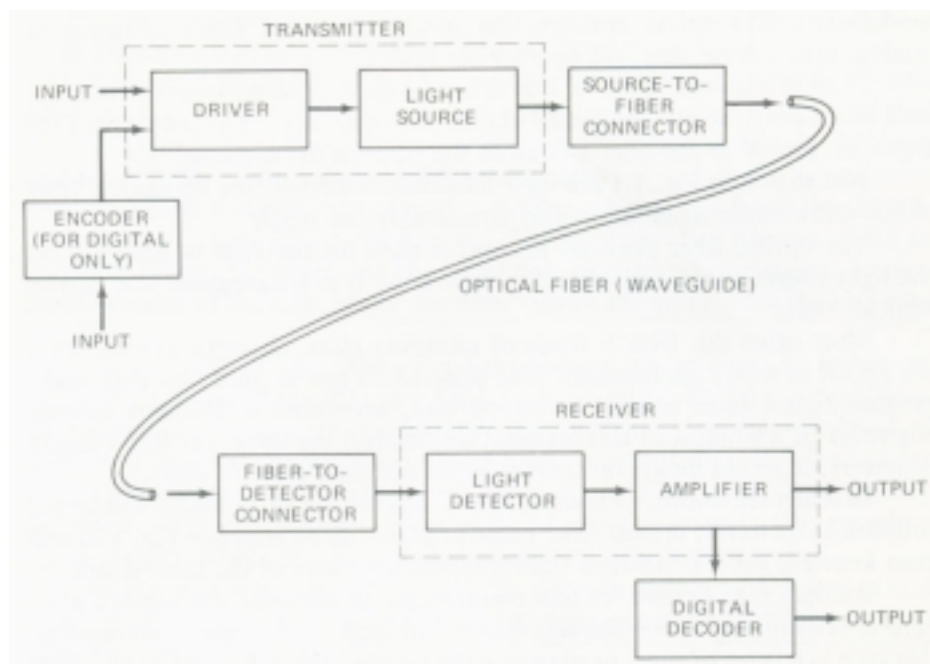 TRANSMITTER
INPUT
DRIVER
LIGHT
SOURCE
SOURCE-TO-
FIBER
CONNECTOR
ENCODER
(FOR DIGITAL
ONLY)
INPUT
OPTICAL FIBER (WAVEGUIDE)
RECEIVER
FIBER-TO-
DETECTOR
CONNECTOR
LIGHT
DETECTOR
AMPLIFIER
OUTPUT
DIGITAL
DECODER
OUTPUT